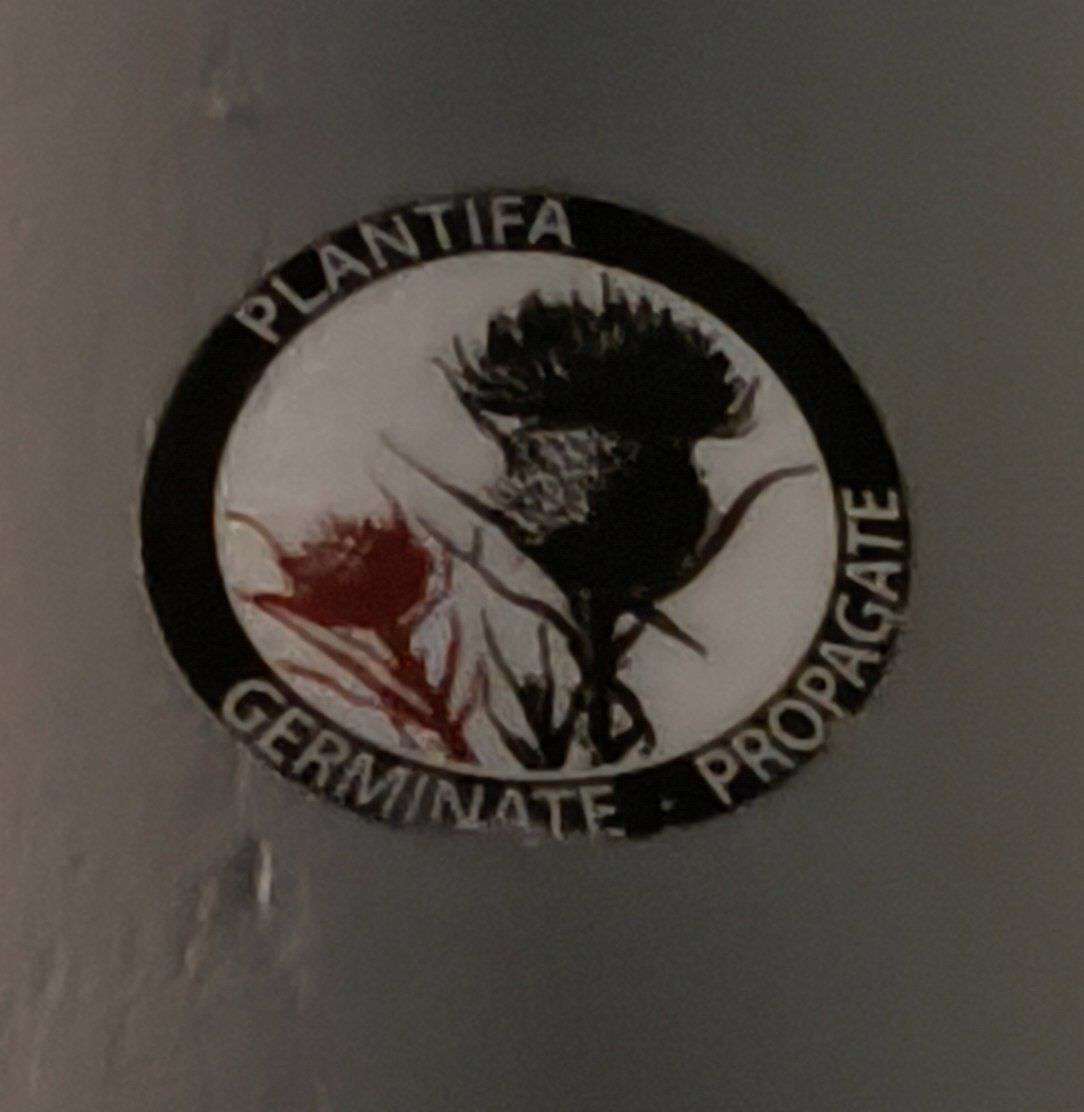 PLANTIFA
GERMINATE · PROPAGATE